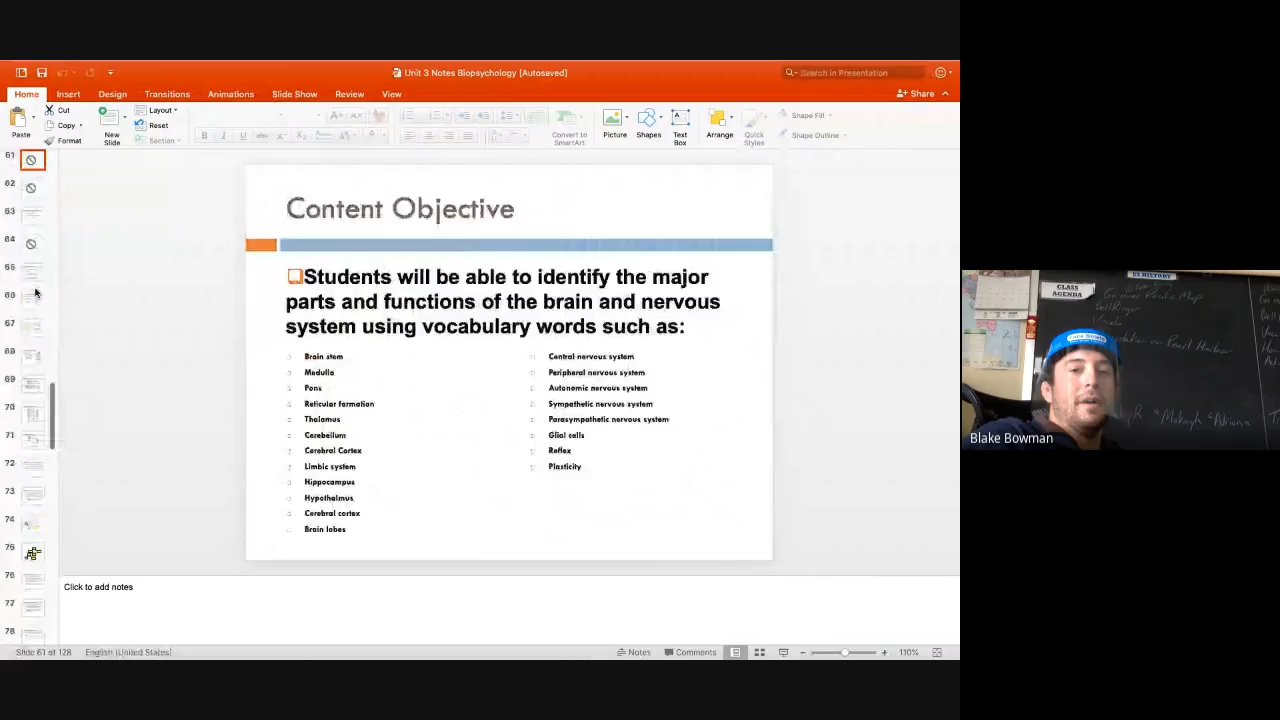 Unit 3 Notes Biopsychology [Autosaved]
Search in Presentation
Home Insert Design Transitions Animations Slide Show Review View
Share
Paste
Cut
Copy
Format
New Slide
Layout
Reset
Section
Convert to SmartArt
Picture
Shapes
Text Box
Arrange
Quick Styles
Shape Fill
Shape Outline
61
62
63
64
65
66
67
68
69
70
71
72
73
74
75
76
77
78
Content Objective
Students will be able to identify the major
parts and functions of the brain and nervous
system using vocabulary words such as:
Brain stem
Medulla
Pons
Reticular formation
Thalamus
Cerebellum
Cerebral Cortex
Limbic system
Hippocampus
Hypothalmus
Cerebral cortex
Brain lobes
Central nervous system
Peripheral nervous system
Autonomic nervous system
Sympathetic nervous system
Parasympathetic nervous system
Glial cells
Reflex
Plasticity
Click to add notes
Slide 61 of 128 English (United States)
Notes Comments 110%
US HISTORY
CLASS
AGENDA
Pearl Harbor
Blake Bowman